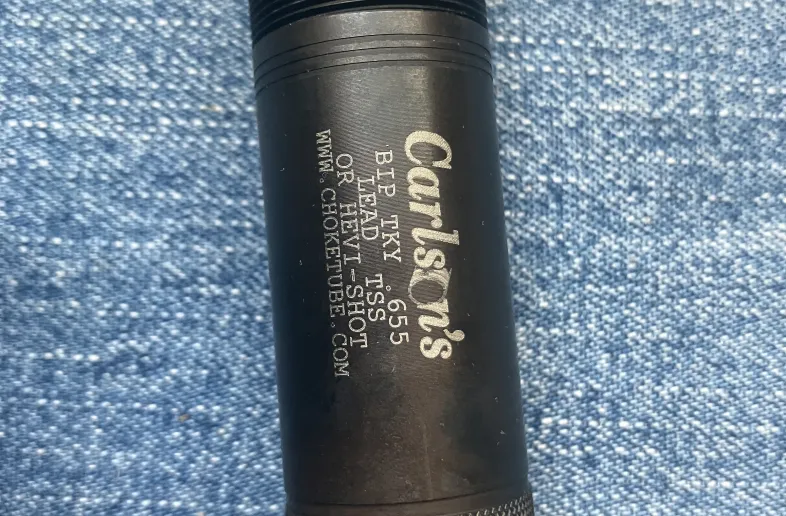 Carlson's
BIP TKY .655
LEAD TSS
OR HEVI-SHOT
WWW.CHOKETUBE.COM